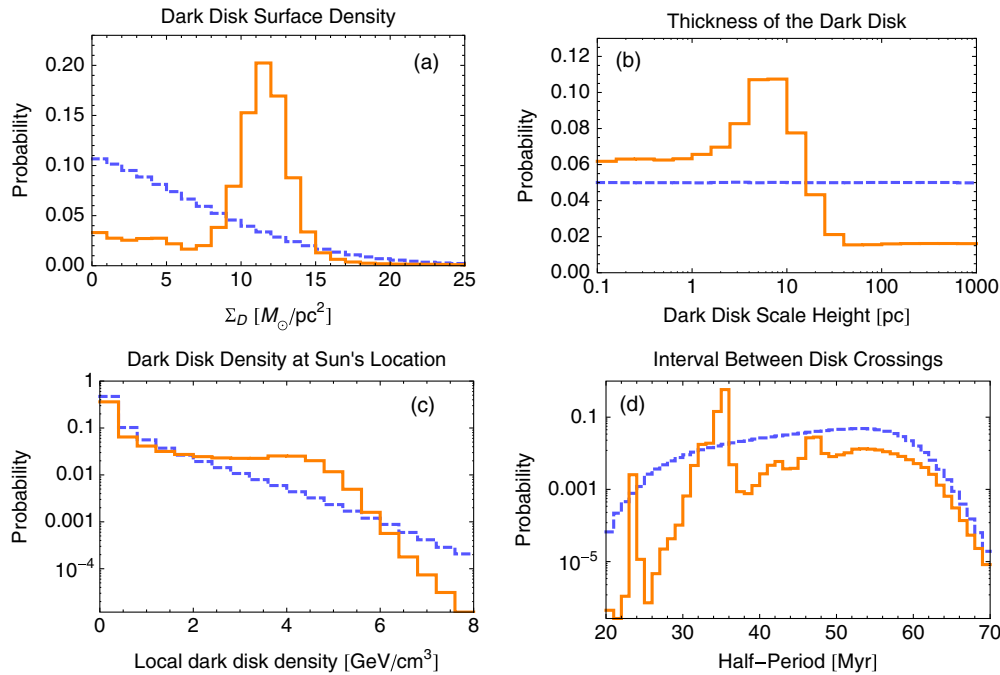 Dark Disk Surface Density
(a)
Probability
0.20
0.15
0.10
0.05
0.00
0 5 10 15 20 25
Σ_D [M_⊙/pc²]
Thickness of the Dark Disk
(b)
Probability
0.12
0.10
0.08
0.06
0.04
0.02
0.00
0.1 1 10 100 1000
Dark Disk Scale Height [pc]
Dark Disk Density at Sun's Location
(c)
Probability
1
0.1
0.01
0.001
10⁻⁴
0 2 4 6 8
Local dark disk density [GeV/cm³]
Interval Between Disk Crossings
(d)
Probability
0.1
0.001
10⁻⁵
20 30 40 50 60 70
Half−Period [Myr]